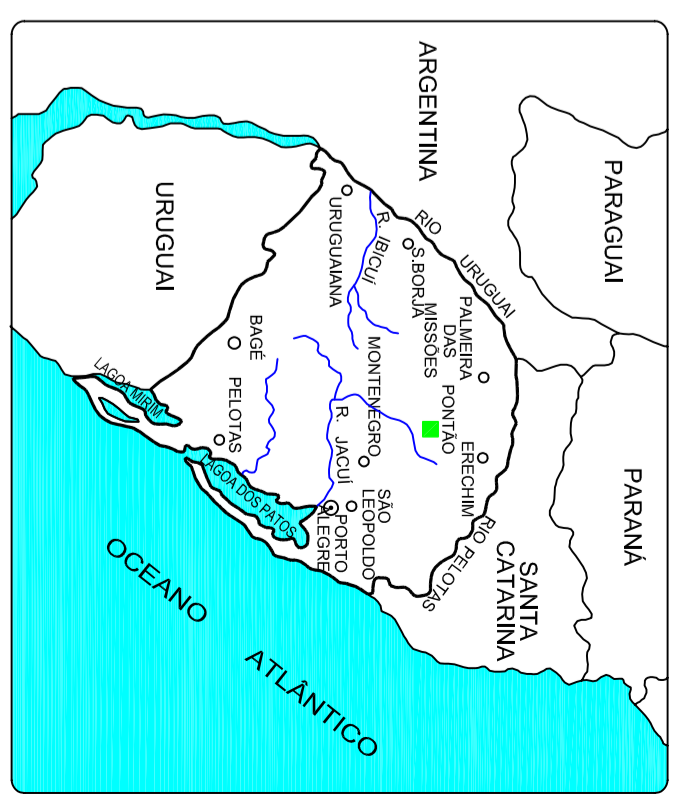 PARAGUAI
PARANÁ
ARGENTINA
SANTA
CATARINA
RIO
URUGUAI
PALMEIRA
DAS
MISSÕES
ERECHIM
RIO PELOTAS
PONTÃO
S.BORJA
R. IBICUÍ
MONTENEGRO
SÃO
LEOPOLDO
URUGUAIANA
R. JACUÍ
PORTO
ALEGRE
BAGÉ
PELOTAS
LAGOA DOS PATOS
URUGUAI
LAGOA MIRIM
OCEANO
ATLÂNTICO